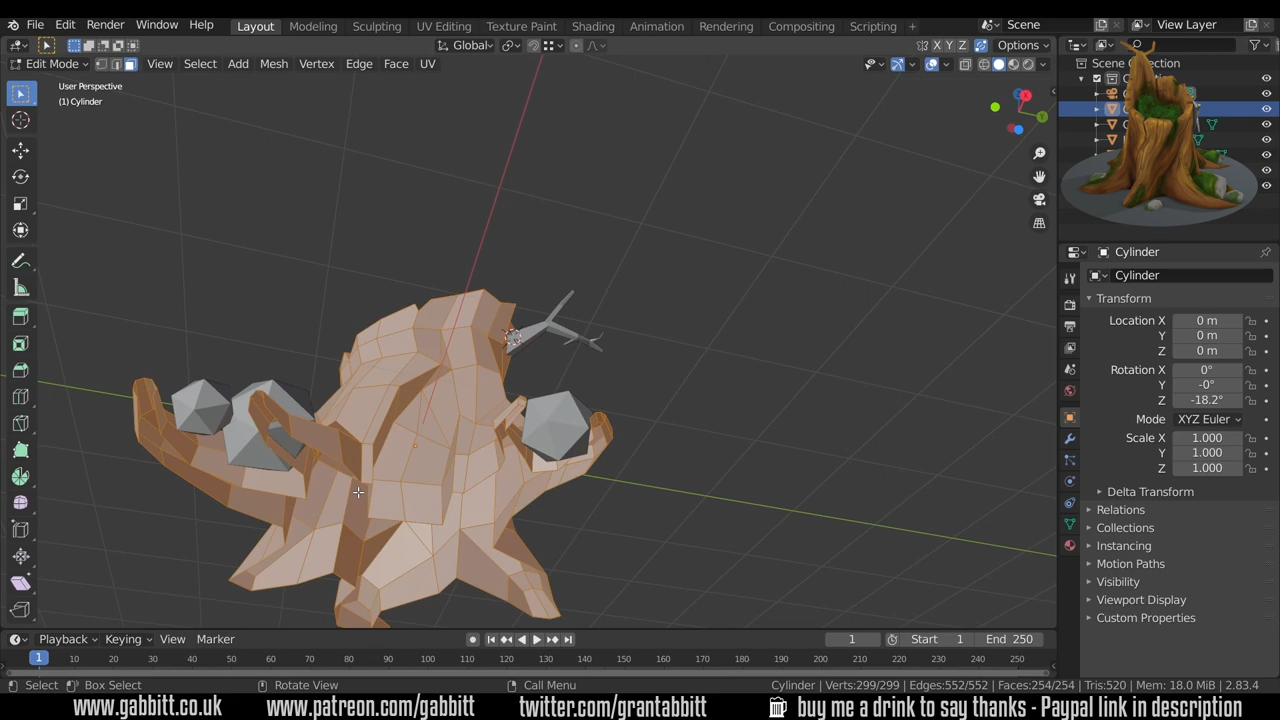 File Edit Render Window Help Layout Modeling Sculpting UV Editing Texture Paint Shading Animation Rendering Compositing Scripting + Scene View Layer
Global X Y Z Options
Edit Mode View Select Add Mesh Vertex Edge Face UV
Scene Collection
User Perspective
(1) Cylinder
Cylinder
Cylinder
Transform
Location X 0 m
Y 0 m
Z 0 m
Rotation X 0°
Y -0°
Z -18.2°
Mode XYZ Euler
Scale X 1.000
Y 1.000
Z 1.000
Delta Transform
Relations
Collections
Instancing
Motion Paths
Visibility
Viewport Display
Custom Properties
Playback Keying View Marker 1 Start 1 End 250
1 10 20 30 40 50 60 70 80 90 100 110 120 130 140 150 160 170 180 190 200 210 220 230 240 250
Select Box Select Rotate View Call Menu Cylinder | Verts:299/299 | Edges:552/552 | Faces:254/254 | Tris:520 | Mem: 18.0 MiB | 2.83.4
www.gabbitt.co.uk www.patreon.com/gabbitt twitter.com/grantabbitt buy me a drink to say thanks - Paypal link in description